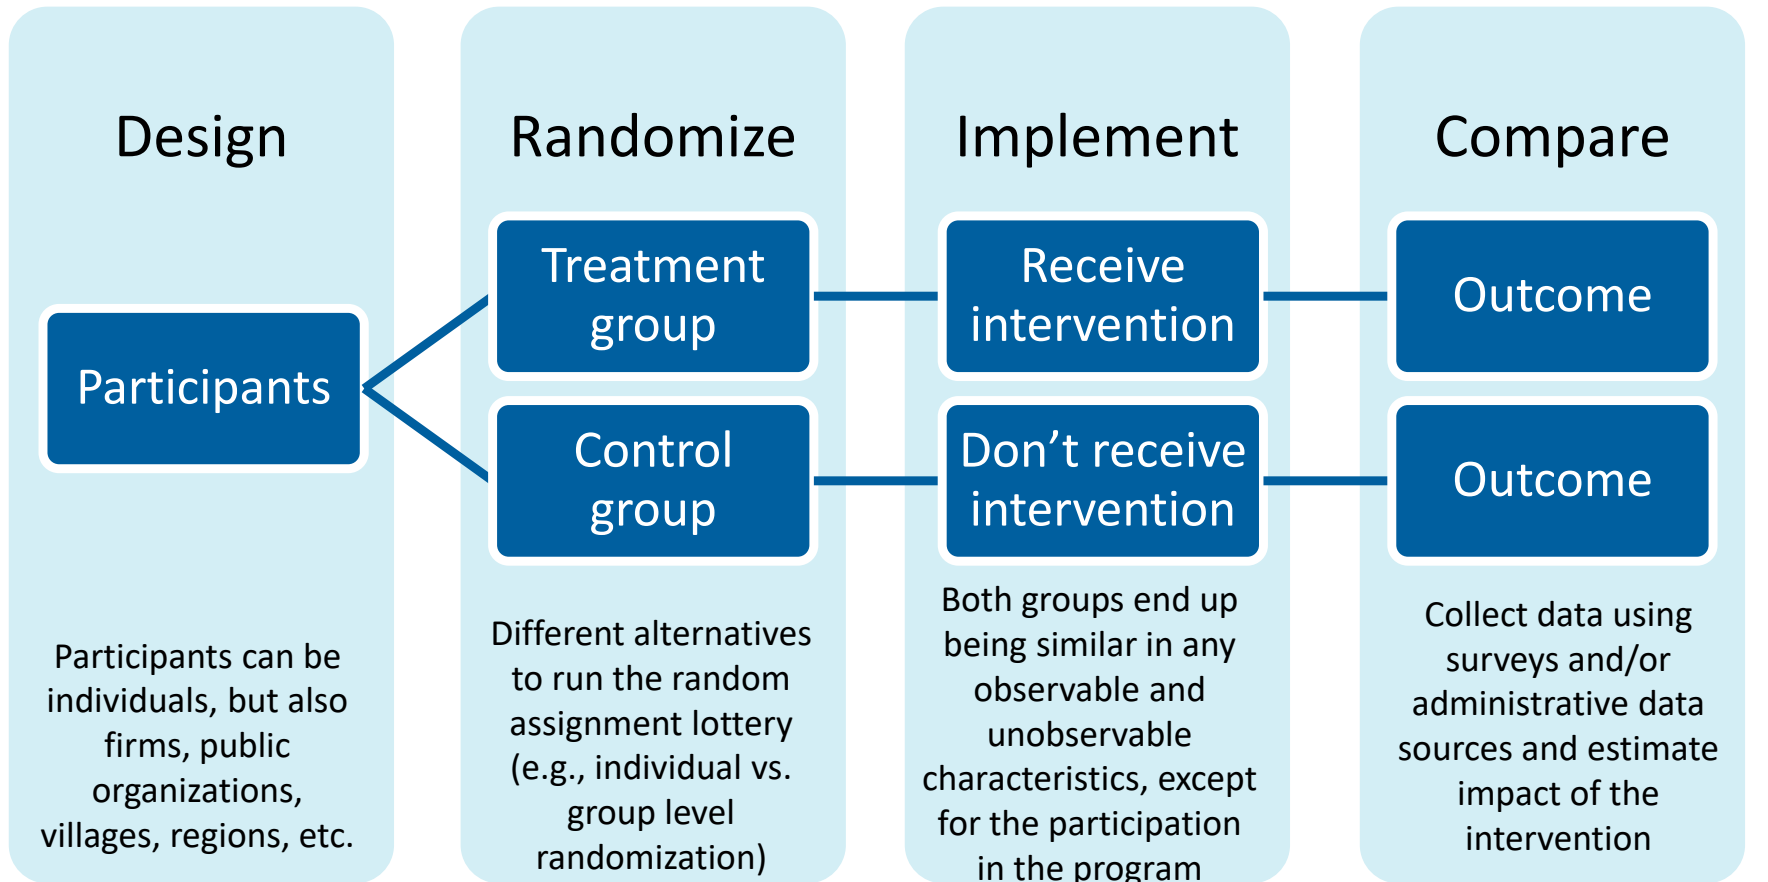 Design
Participants
Participants can be
individuals, but also
firms, public
organizations,
villages, regions, etc.
Randomize
Treatment
group
Control
group
Different alternatives
to run the random
assignment lottery
(e.g., individual vs.
group level
randomization)
Implement
Receive
intervention
Don’t receive
intervention
Both groups end up
being similar in any
observable and
unobservable
characteristics, except
for the participation
in the program
Compare
Outcome
Outcome
Collect data using
surveys and/or
administrative data
sources and estimate
impact of the
intervention